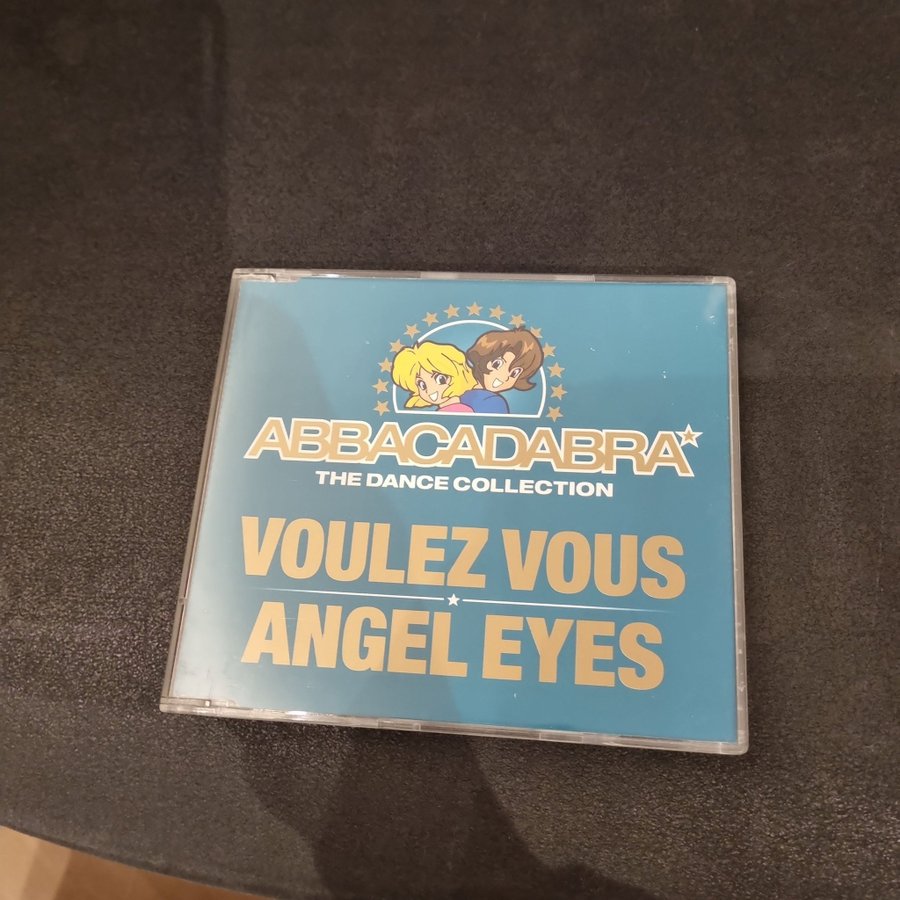 ABBACADABRA
THE DANCE COLLECTION
VOULEZ VOUS
ANGEL EYES